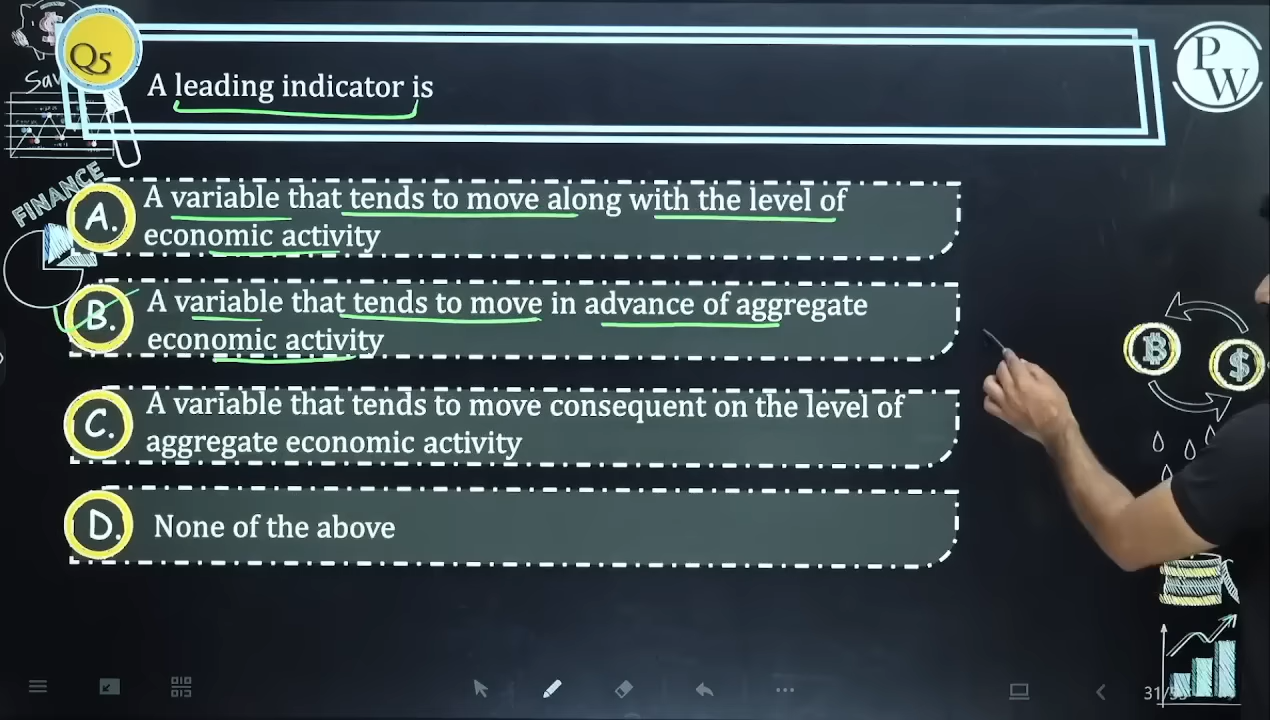 Q5
A leading indicator is
PW
Sav
FINANCE
A. A variable that tends to move along with the level of
economic activity
B. A variable that tends to move in advance of aggregate
economic activity
C. A variable that tends to move consequent on the level of
aggregate economic activity
D. None of the above